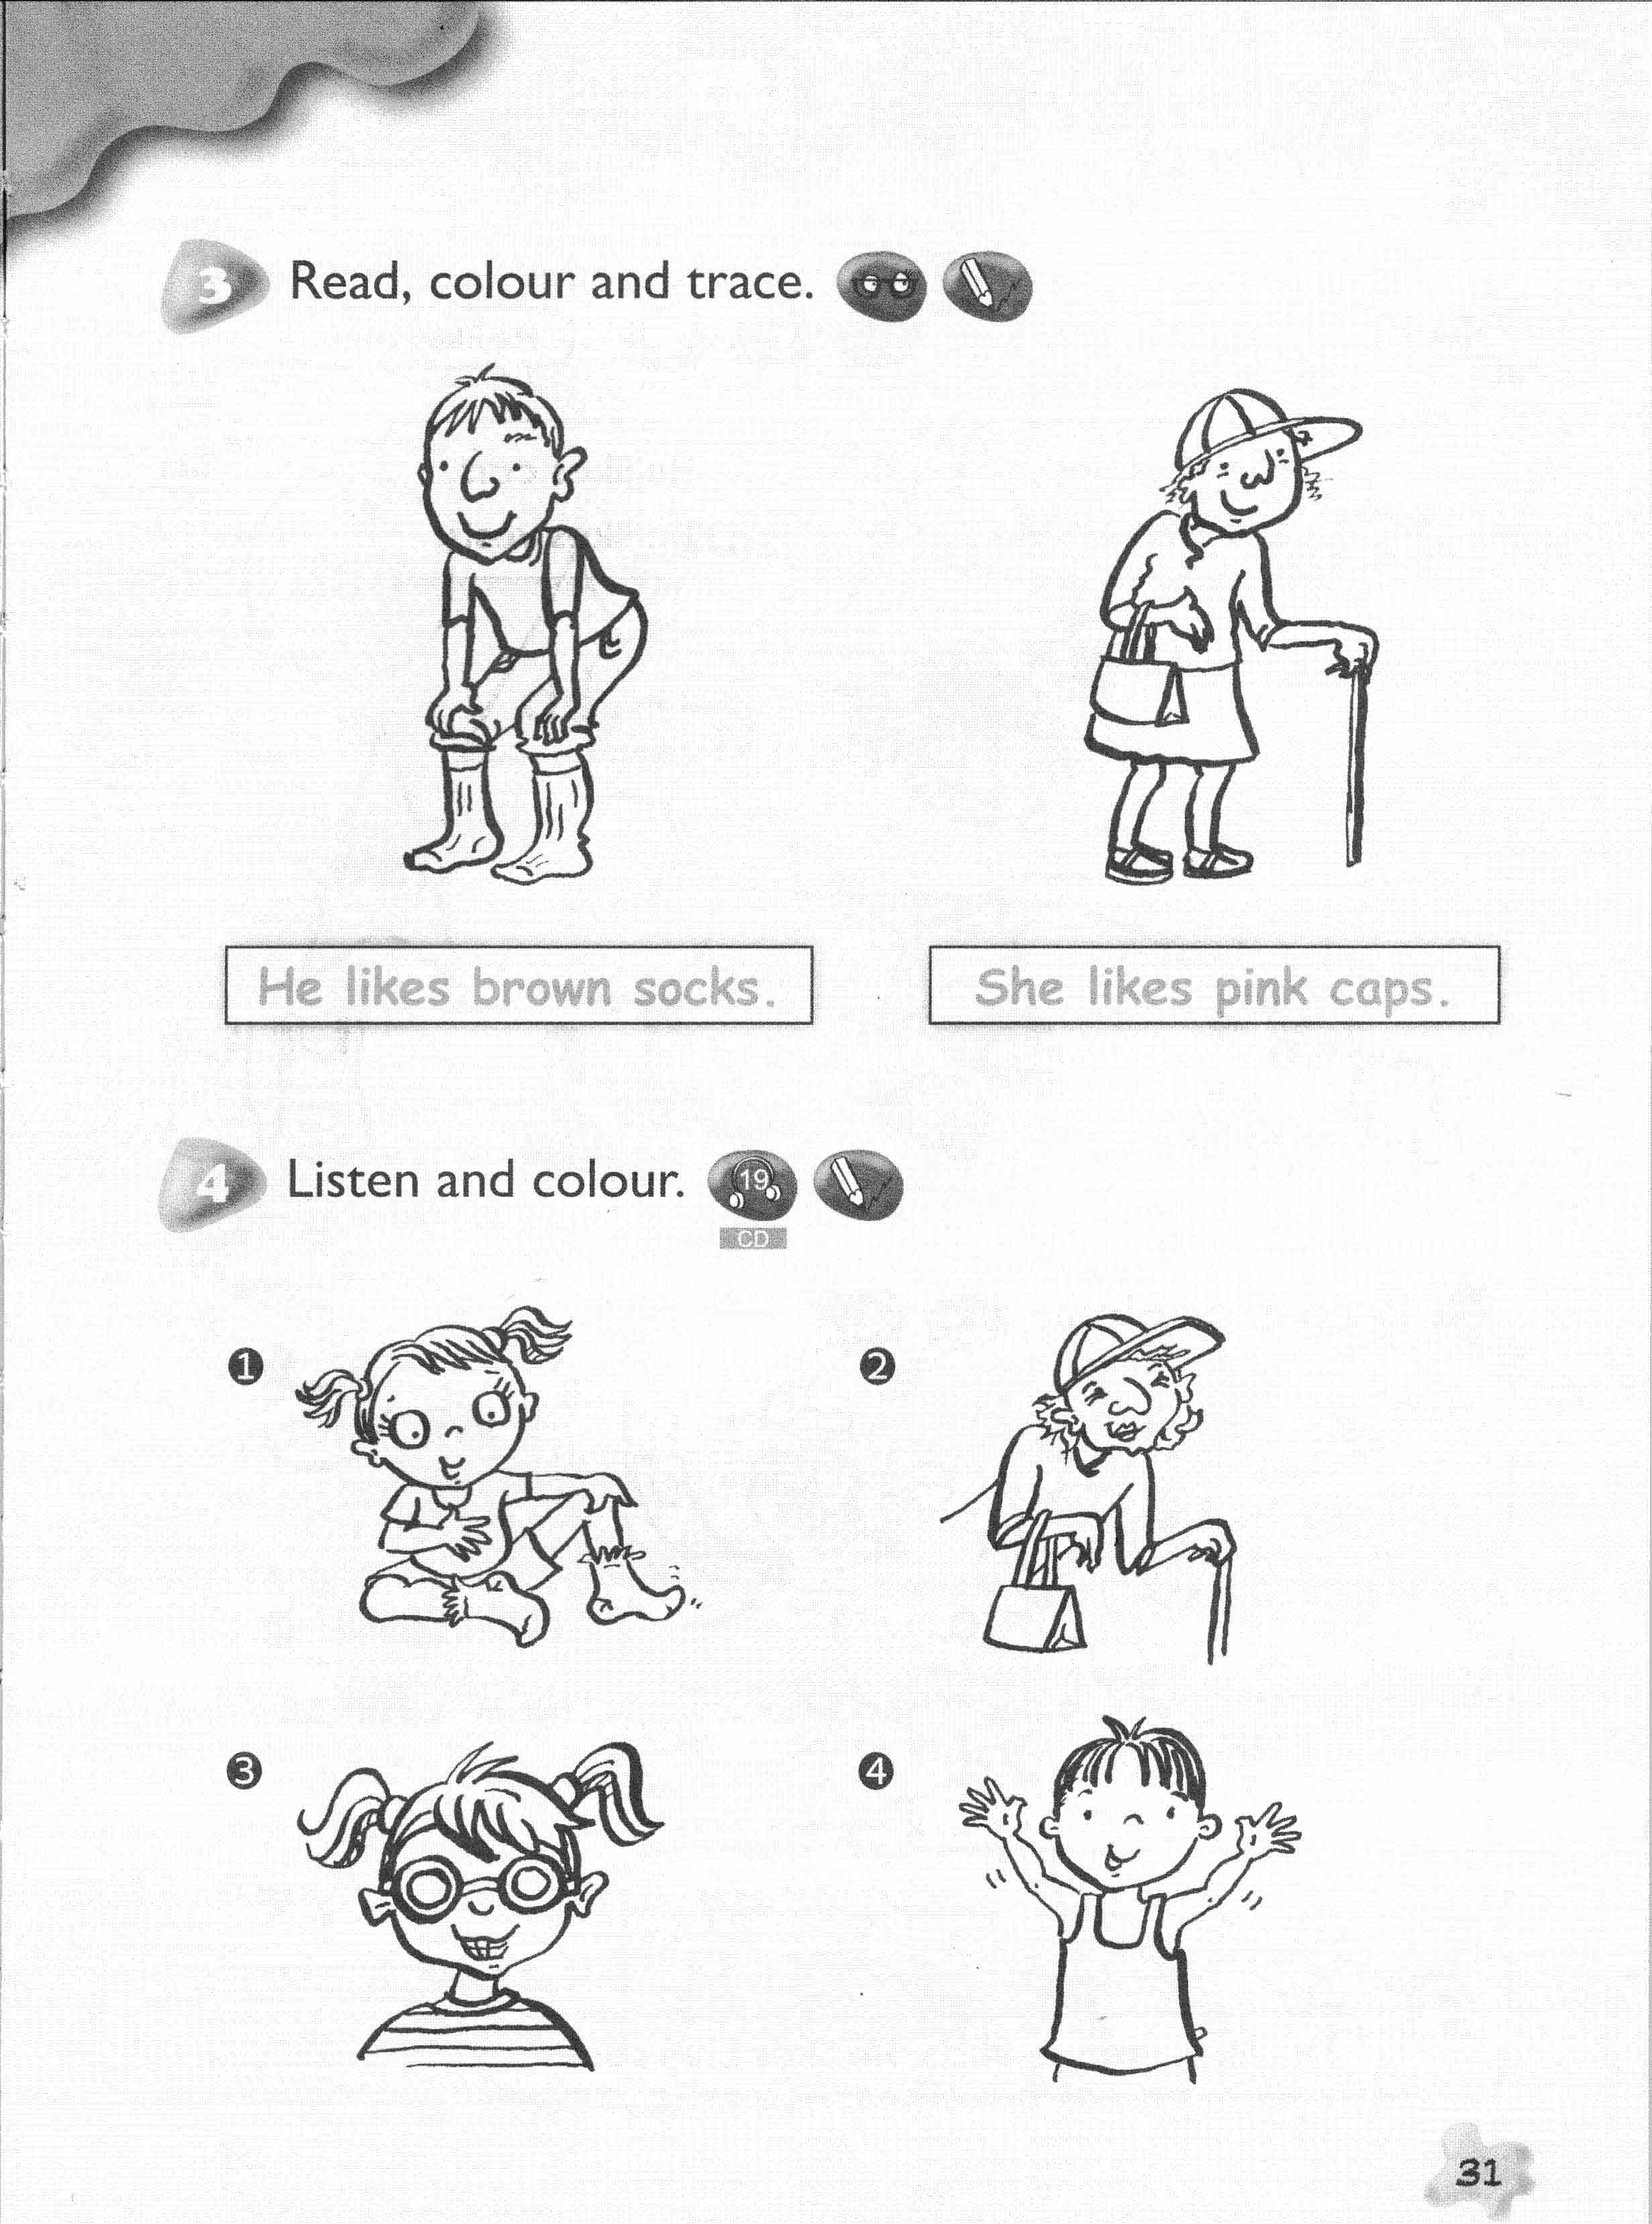 3 Read, colour and trace.
He likes brown socks.
She likes pink caps.
4 Listen and colour. 19
CD
1
2
3
4
31